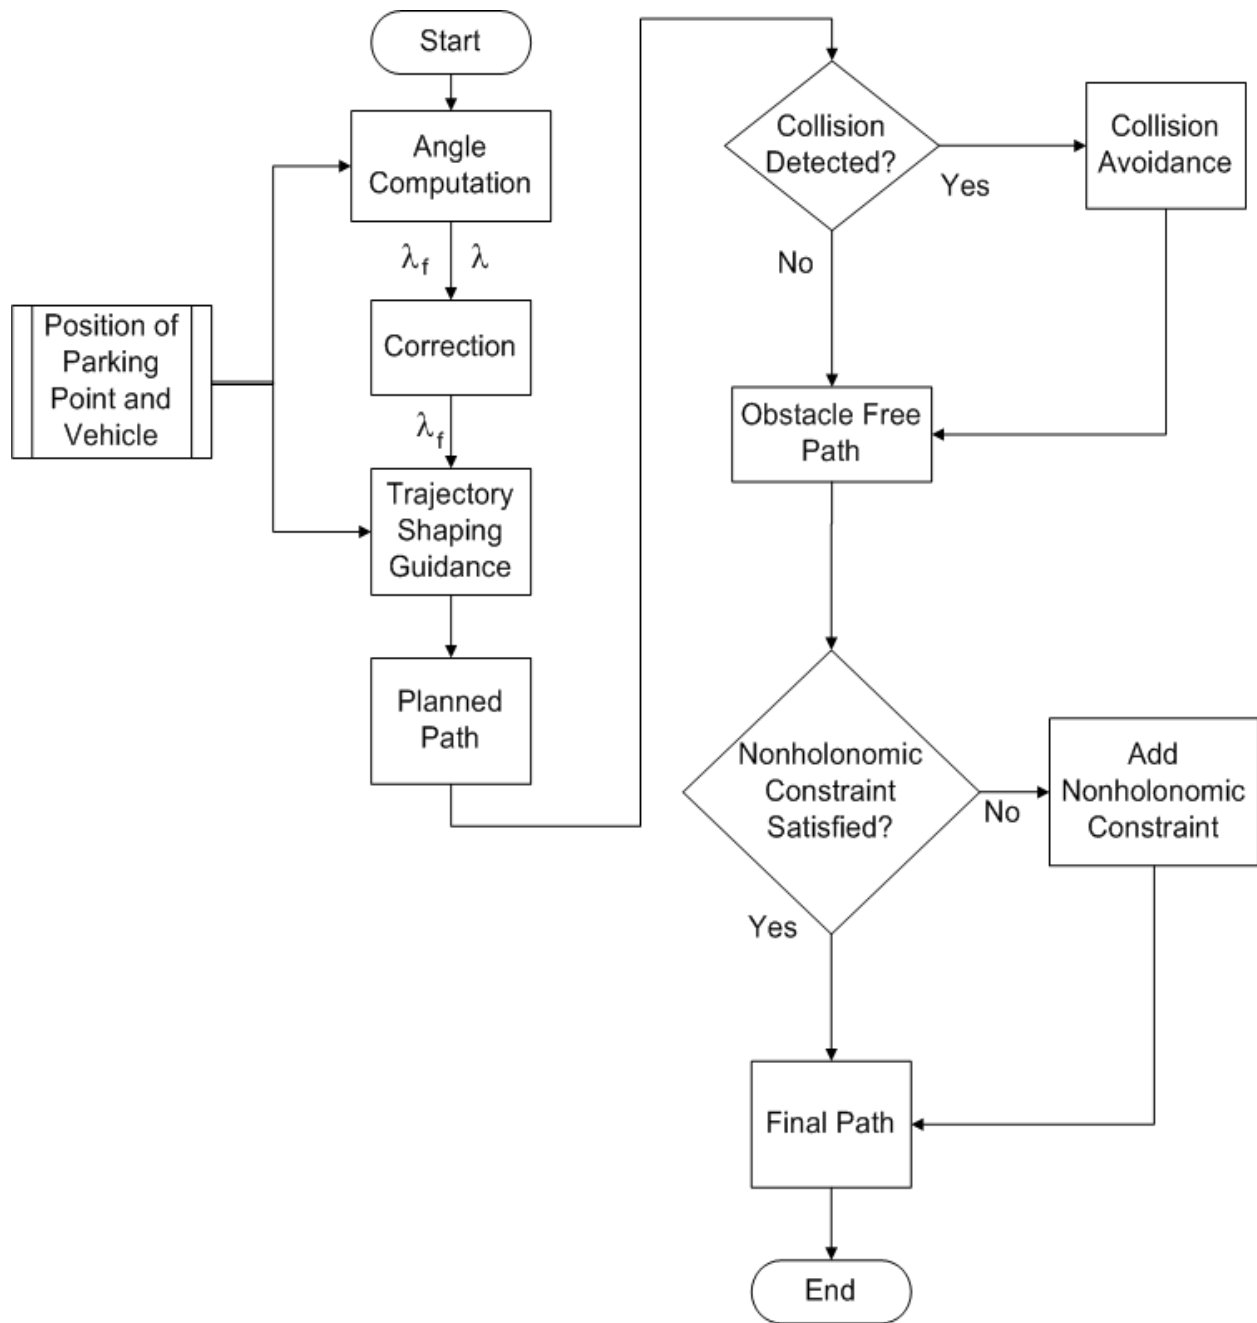 Start
Angle
Computation
λf λ
Position of
Parking
Point and
Vehicle
Correction
λf
Trajectory
Shaping
Guidance
Planned
Path
Collision
Detected?
Yes
No
Collision
Avoidance
Obstacle Free
Path
Nonholonomic
Constraint
Satisfied?
No
Yes
Add
Nonholonomic
Constraint
Final Path
End